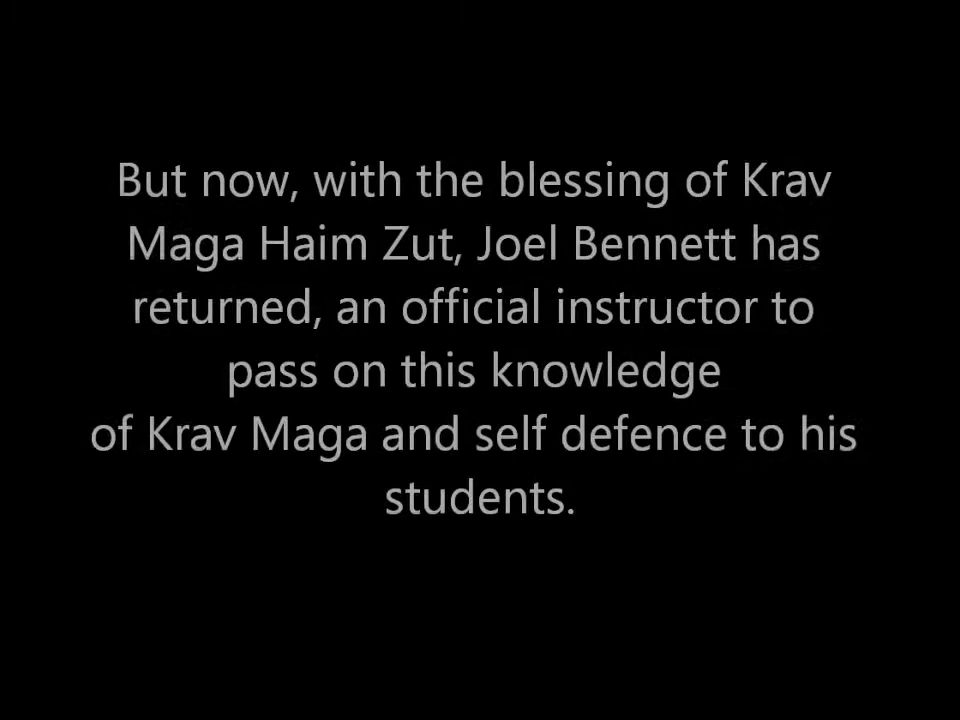 But now, with the blessing of Krav
Maga Haim Zut, Joel Bennett has
returned, an official instructor to
pass on this knowledge
of Krav Maga and self defence to his
students.